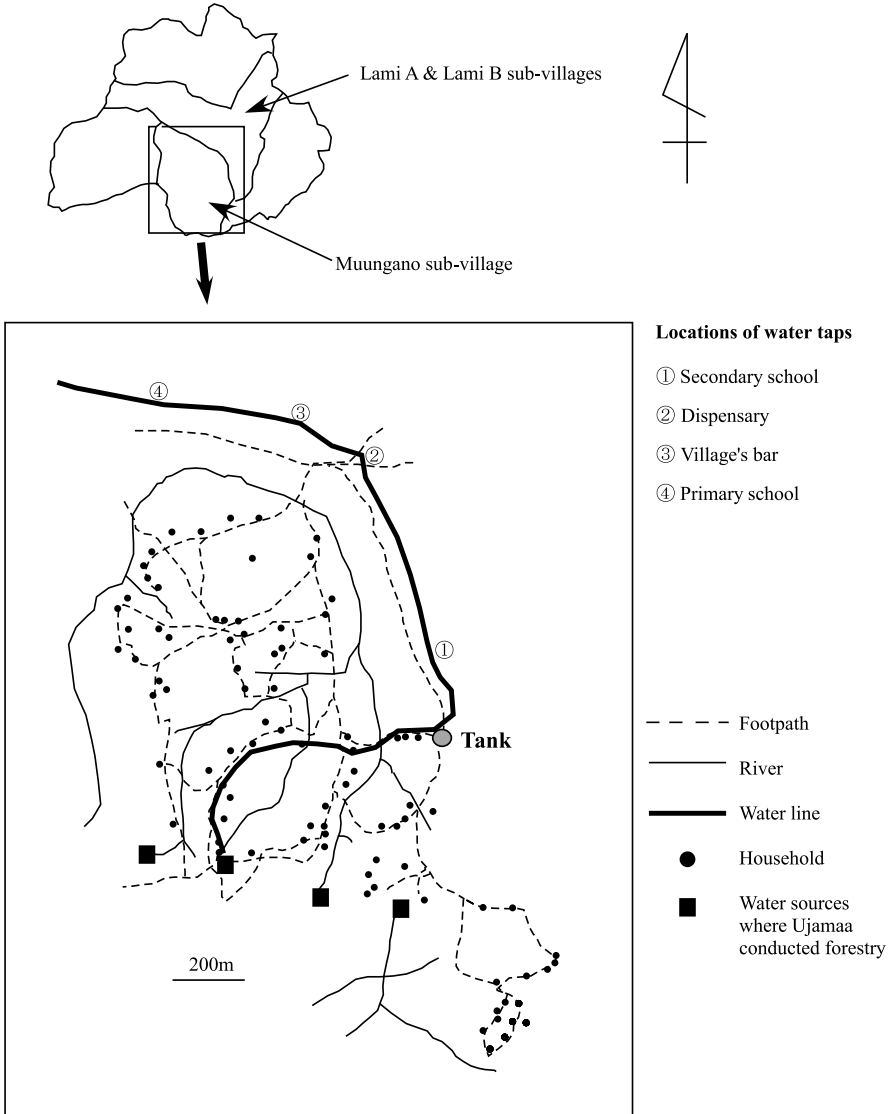 Lami A & Lami B sub-villages
Muungano sub-village
Locations of water taps
① Secondary school
② Dispensary
③ Village's bar
④ Primary school
④
③
②
①
Tank
200m
Footpath
River
Water line
Household
Water sources
where Ujamaa
conducted forestry